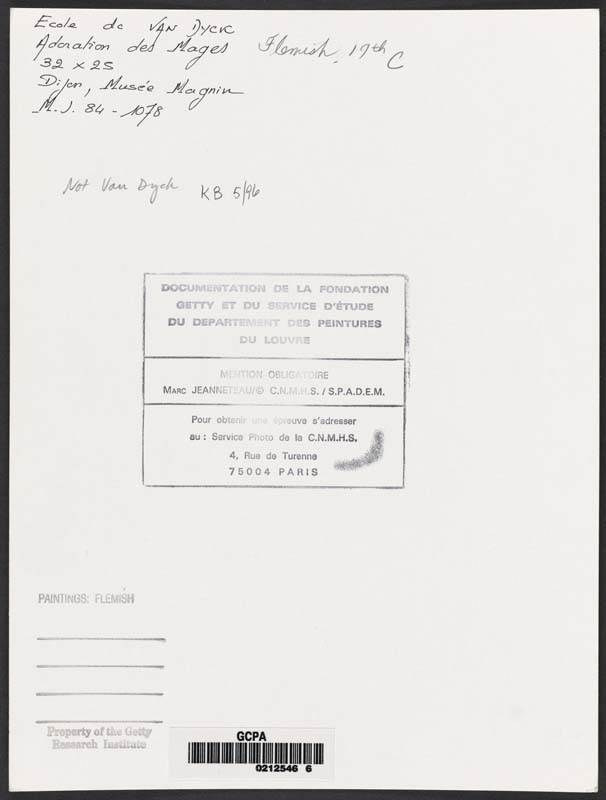 Ecole de VAN DYCK
Adoration des Mages
Flemish, 17th C
32 x 25
Dijon, Musée Magnin
M.J. 84 - 1078
Not Van Dyck KB 5/96
DOCUMENTATION DE LA FONDATION
GETTY ET DU SERVICE D'ÉTUDE
DU DEPARTEMENT DES PEINTURES
DU LOUVRE
MENTION OBLIGATOIRE
MARC JEANNETEAU/© C.N.M.H.S. / S.P.A.D.E.M.
Pour obtenir une épreuve s'adresser
au : Service Photo de la C.N.M.H.S.
4, Rue de Turenne
75004 PARIS
PAINTINGS: FLEMISH
Property of the Getty
Research Institute
GCPA
0212546 6